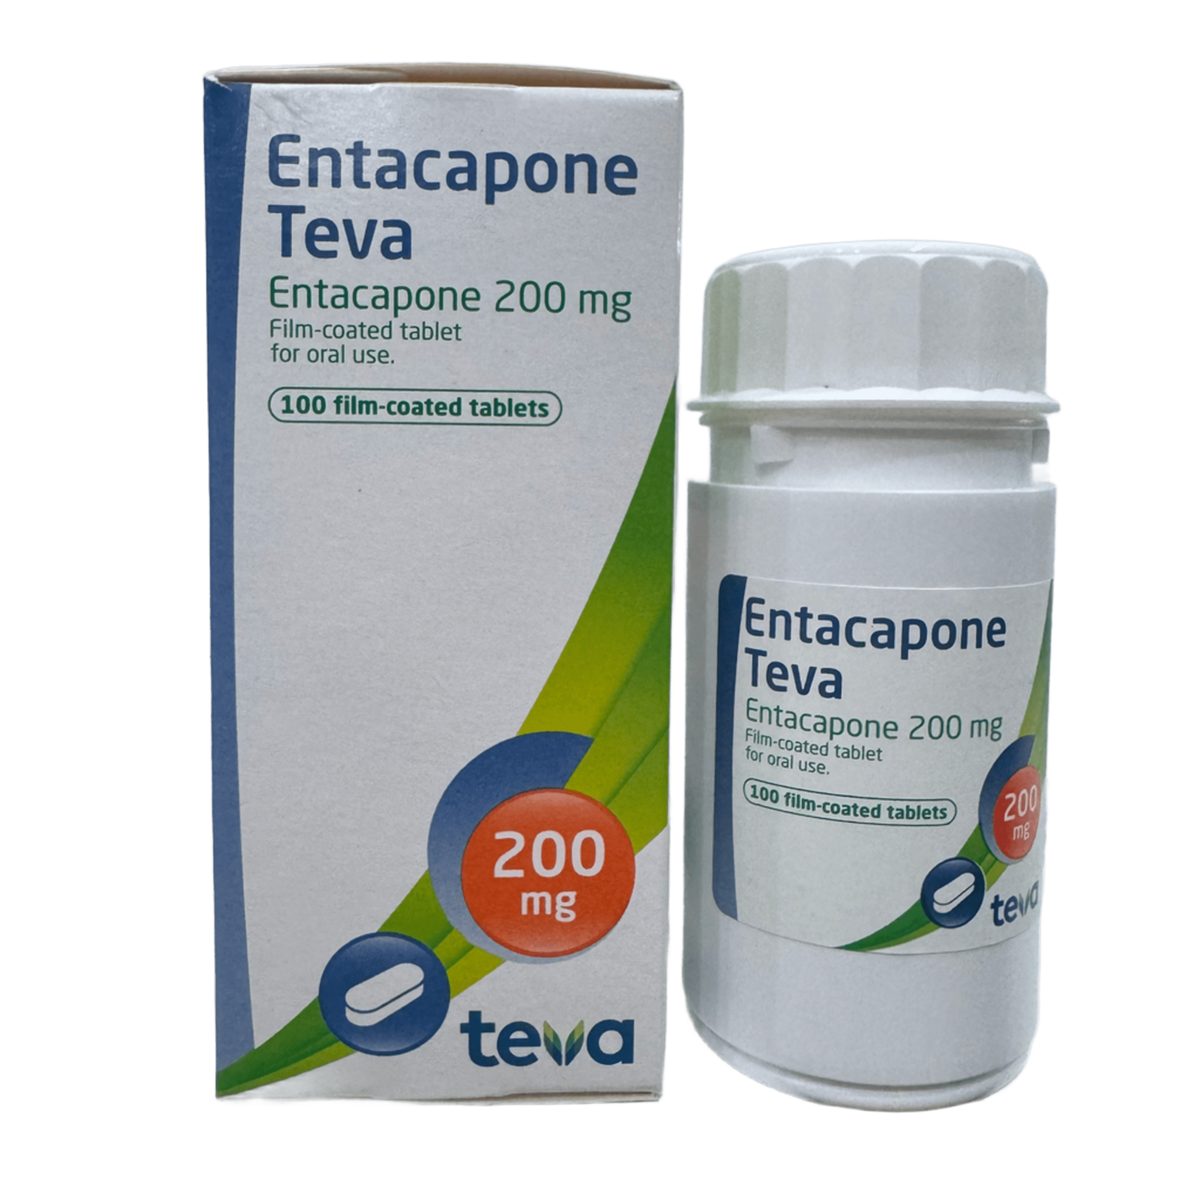 Entacapone
Teva
Entacapone 200 mg
Film-coated tablet
for oral use.
100 film-coated tablets
200
mg
teva
Entacapone
Teva
Entacapone 200 mg
Film-coated tablet
for oral use.
100 film-coated tablets
200
mg
teva